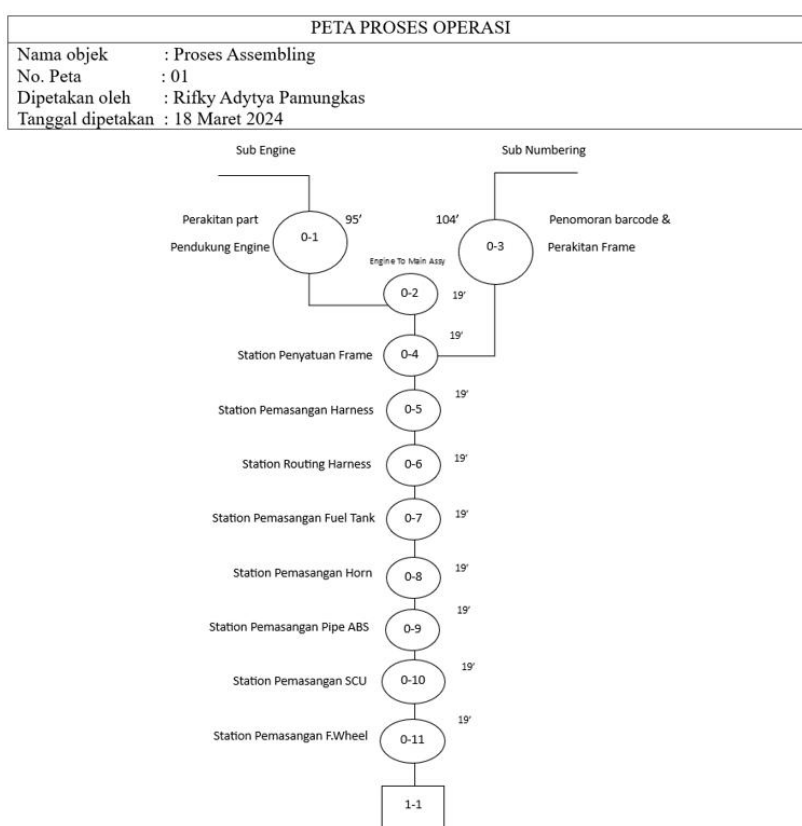 PETA PROSES OPERASI
Nama objek : Proses Assembling
No. Peta : 01
Dipetakan oleh : Rifky Adytya Pamungkas
Tanggal dipetakan : 18 Maret 2024
Sub Engine
Sub Numbering
Perakitan part
Pendukung Engine
0-1
95’
104’
0-3
Penomoran barcode &
Perakitan Frame
Engine To Main Assy
0-2
19’
Station Penyatuan Frame
0-4
19’
Station Pemasangan Harness
0-5
19’
Station Routing Harness
0-6
19’
Station Pemasangan Fuel Tank
0-7
19’
Station Pemasangan Horn
0-8
19’
Station Pemasangan Pipe ABS
0-9
19’
Station Pemasangan SCU
0-10
19’
Station Pemasangan F.Wheel
0-11
19’
1-1